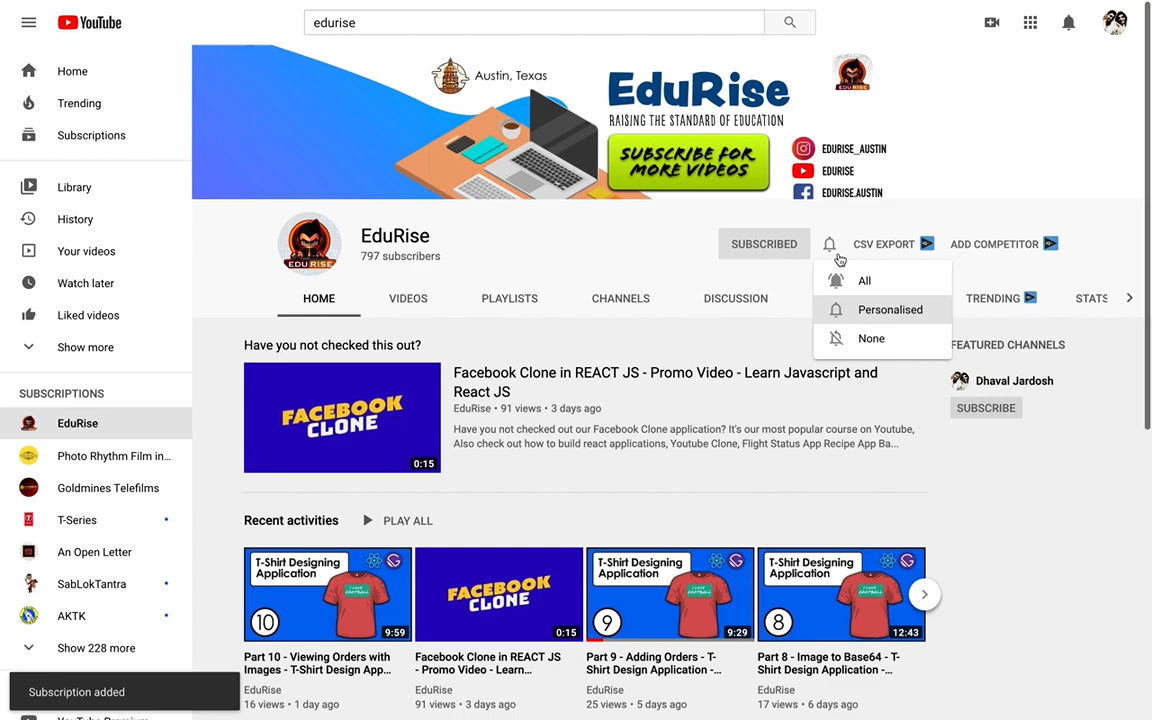 YouTube
edurise
Home
Trending
Subscriptions
Library
History
Your videos
Watch later
Liked videos
Show more
SUBSCRIPTIONS
EduRise
Photo Rhythm Film in...
Goldmines Telefilms
T-Series
An Open Letter
SabLokTantra
AKTK
Show 228 more
Subscription added
Austin, Texas
EduRise
RAISING THE STANDARD OF EDUCATION
SUBSCRIBE FOR
MORE VIDEOS
EDURISE
EDURISE_AUSTIN
EDURISE
EDURISE.AUSTIN
EDU RISE
EduRise
797 subscribers
SUBSCRIBED
CSV EXPORT
ADD COMPETITOR
All
Personalised
None
HOME
VIDEOS
PLAYLISTS
CHANNELS
DISCUSSION
TRENDING
STATS
Have you not checked this out?
FACEBOOK
CLONE
0:15
Facebook Clone in REACT JS - Promo Video - Learn Javascript and
React JS
EduRise • 91 views • 3 days ago
Have you not checked out our Facebook Clone application? It's our most popular course on Youtube,
Also check out how to build react applications, Youtube Clone, Flight Status App Recipe App Ba...
FEATURED CHANNELS
Dhaval Jardosh
SUBSCRIBE
Recent activities
PLAY ALL
T-Shirt Designing
Application
I LOVE
FOOTBALL
10
9:59
Part 10 - Viewing Orders with
Images - T-Shirt Design App...
EduRise
16 views • 1 day ago
FACEBOOK
CLONE
0:15
Facebook Clone in REACT JS
- Promo Video - Learn...
EduRise
91 views • 3 days ago
T-Shirt Designing
Application
I LOVE
FOOTBALL
9
9:29
Part 9 - Adding Orders - T-
Shirt Design Application -...
EduRise
25 views • 5 days ago
T-Shirt Designing
Application
I LOVE
FOOTBALL
8
12:43
Part 8 - Image to Base64 - T-
Shirt Design Application -...
EduRise
17 views • 6 days ago